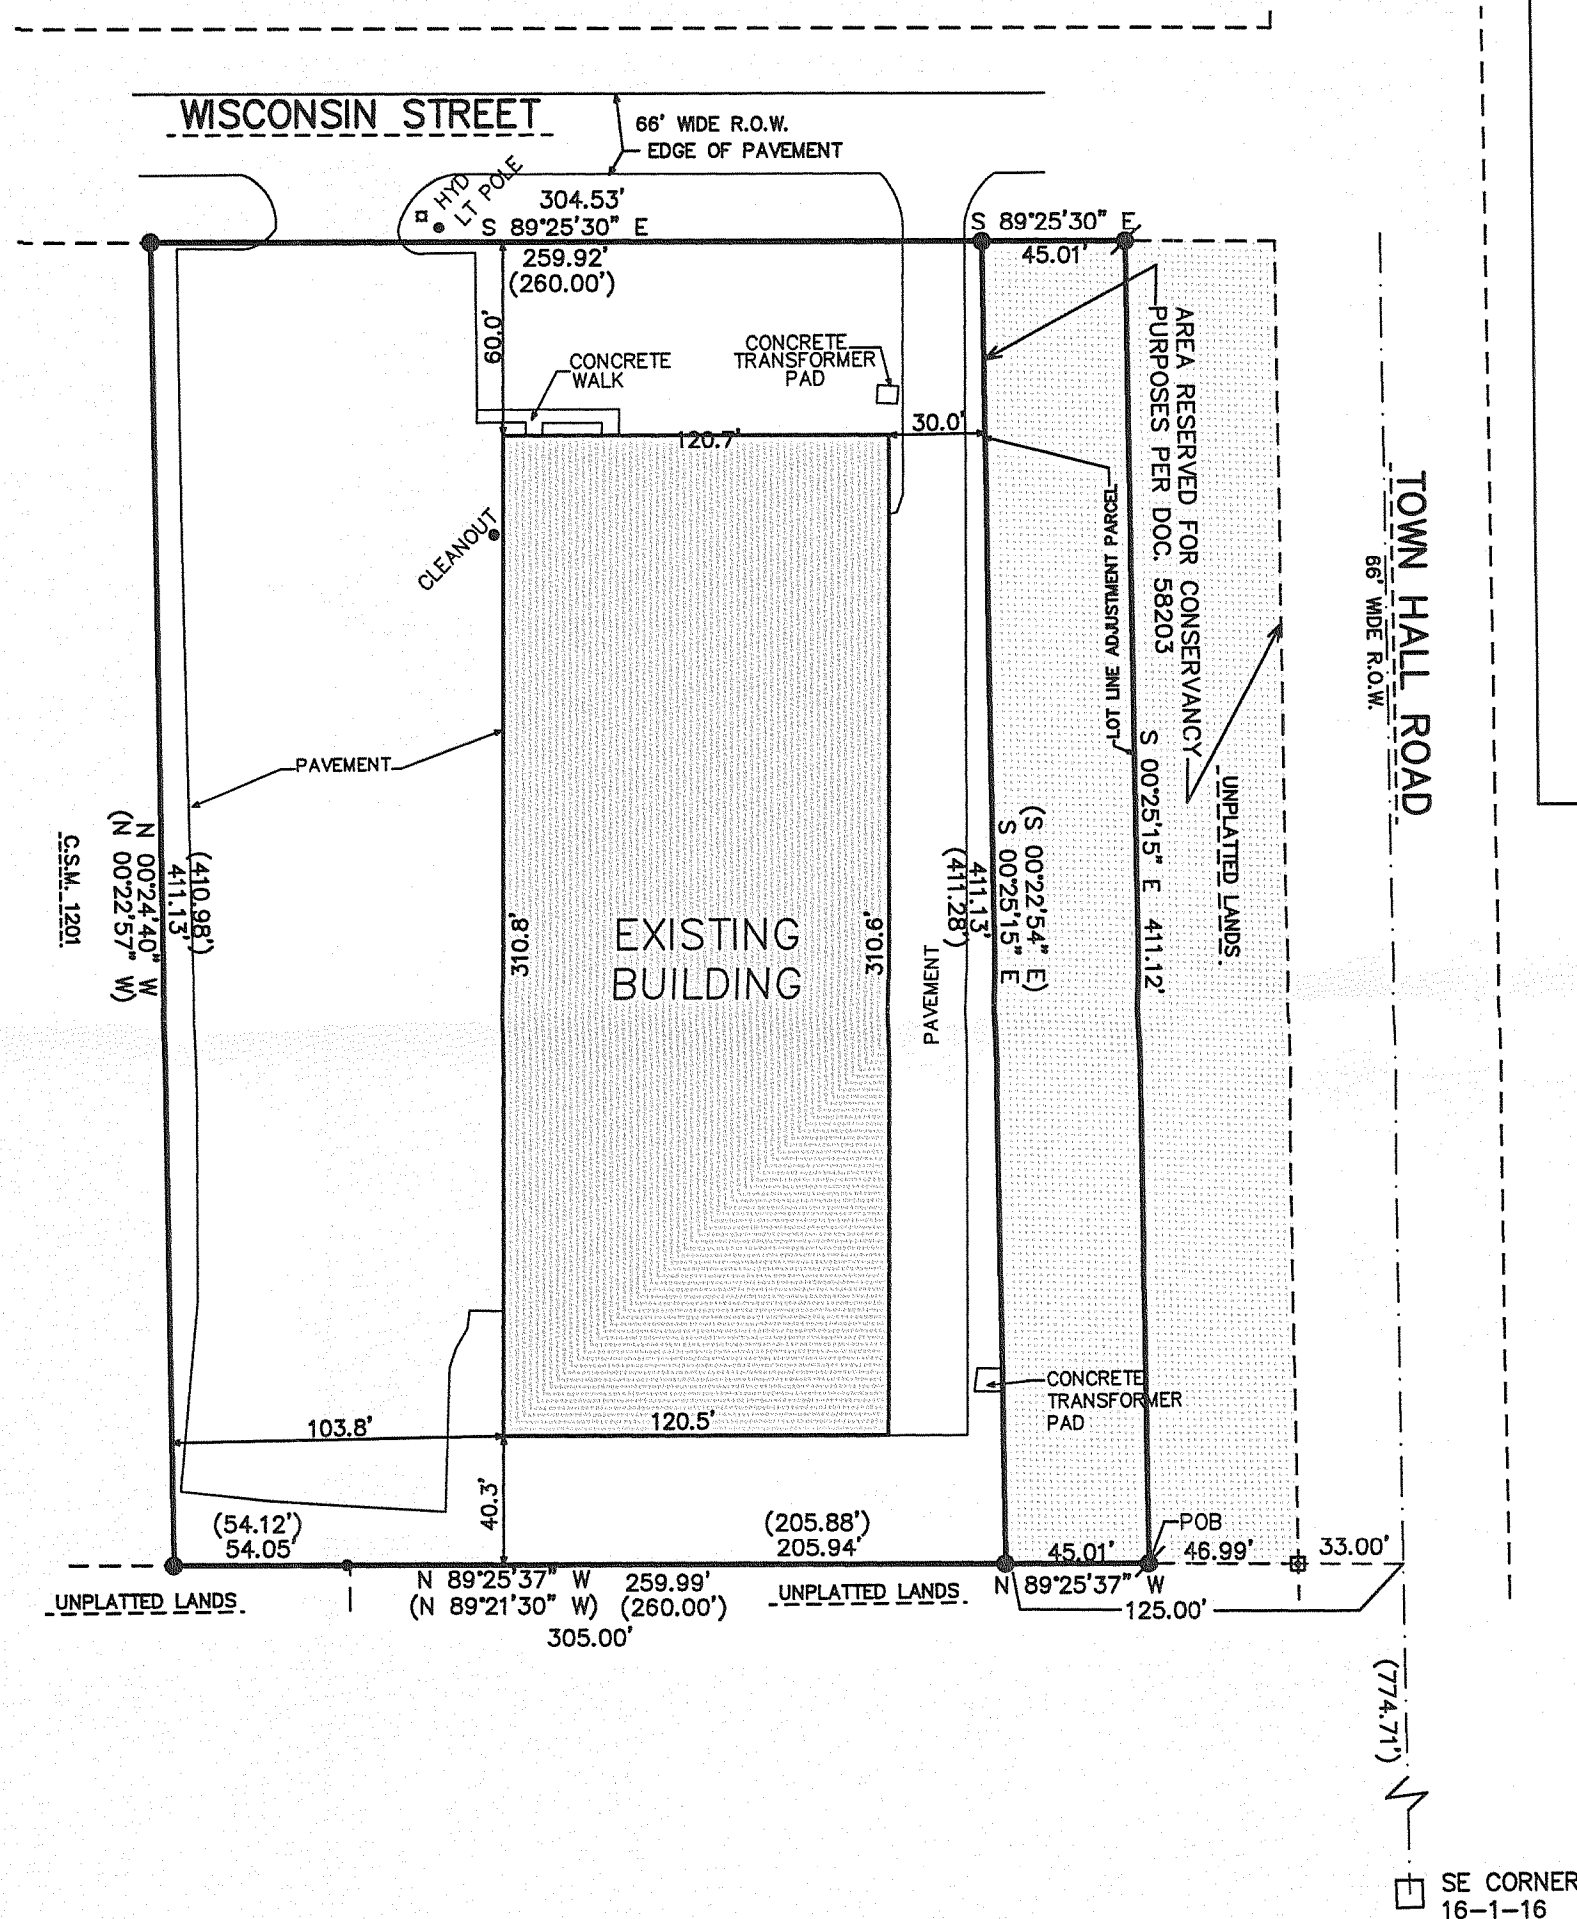 WISCONSIN STREET
66' WIDE R.O.W.
EDGE OF PAVEMENT
HYD
LT POLE
304.53'
S 89°25'30" E
259.92'
(260.00')
S 89°25'30" E
45.01'
60.0'
CONCRETE
WALK
CONCRETE
TRANSFORMER
PAD
30.0'
120.7'
CLEANOUT
LOT LINE ADJUSTMENT PARCEL
AREA RESERVED FOR CONSERVANCY
PURPOSES PER DOC. 58203
TOWN HALL ROAD
66' WIDE R.O.W.
PAVEMENT
UNPLATTED LANDS
S 00°25'15" E 411.12'
(S 00°22'54" E)
S 00°25'15" E
411.13'
(411.28')
PAVEMENT
C.S.M. 1201
(410.98')
411.13'
N 00°24'40" W
(N 00°22'57" W)
310.8'
EXISTING
BUILDING
310.9'
CONCRETE
TRANSFORMER
PAD
103.8'
120.5'
40.3'
(54.12')
54.05'
(205.88')
205.94'
POB
45.01'
46.99'
33.00'
UNPLATTED LANDS
N 89°25'37" W 259.99'
(N 89°21'30" W) (260.00')
305.00'
UNPLATTED LANDS
N 89°25'37" W
125.00'
(774.71')
SE CORNER
16-1-16